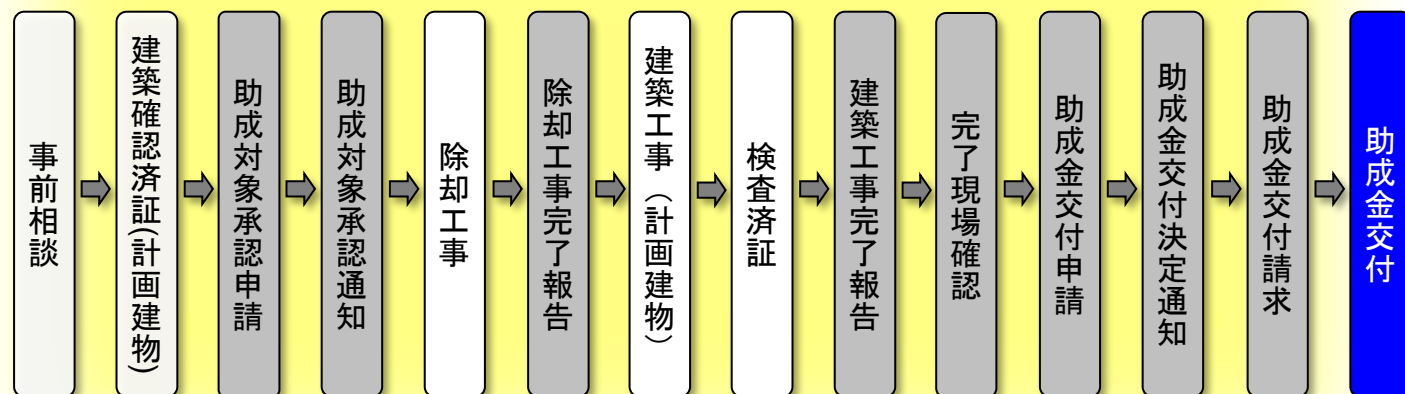 事前相談
建築確認済証(計画建物)
助成対象承認申請
助成対象承認通知
除却工事
除却工事完了報告
建築工事（計画建物）
検査済証
建築工事完了報告
完了現場確認
助成金交付申請
助成金交付決定通知
助成金交付請求
助成金交付